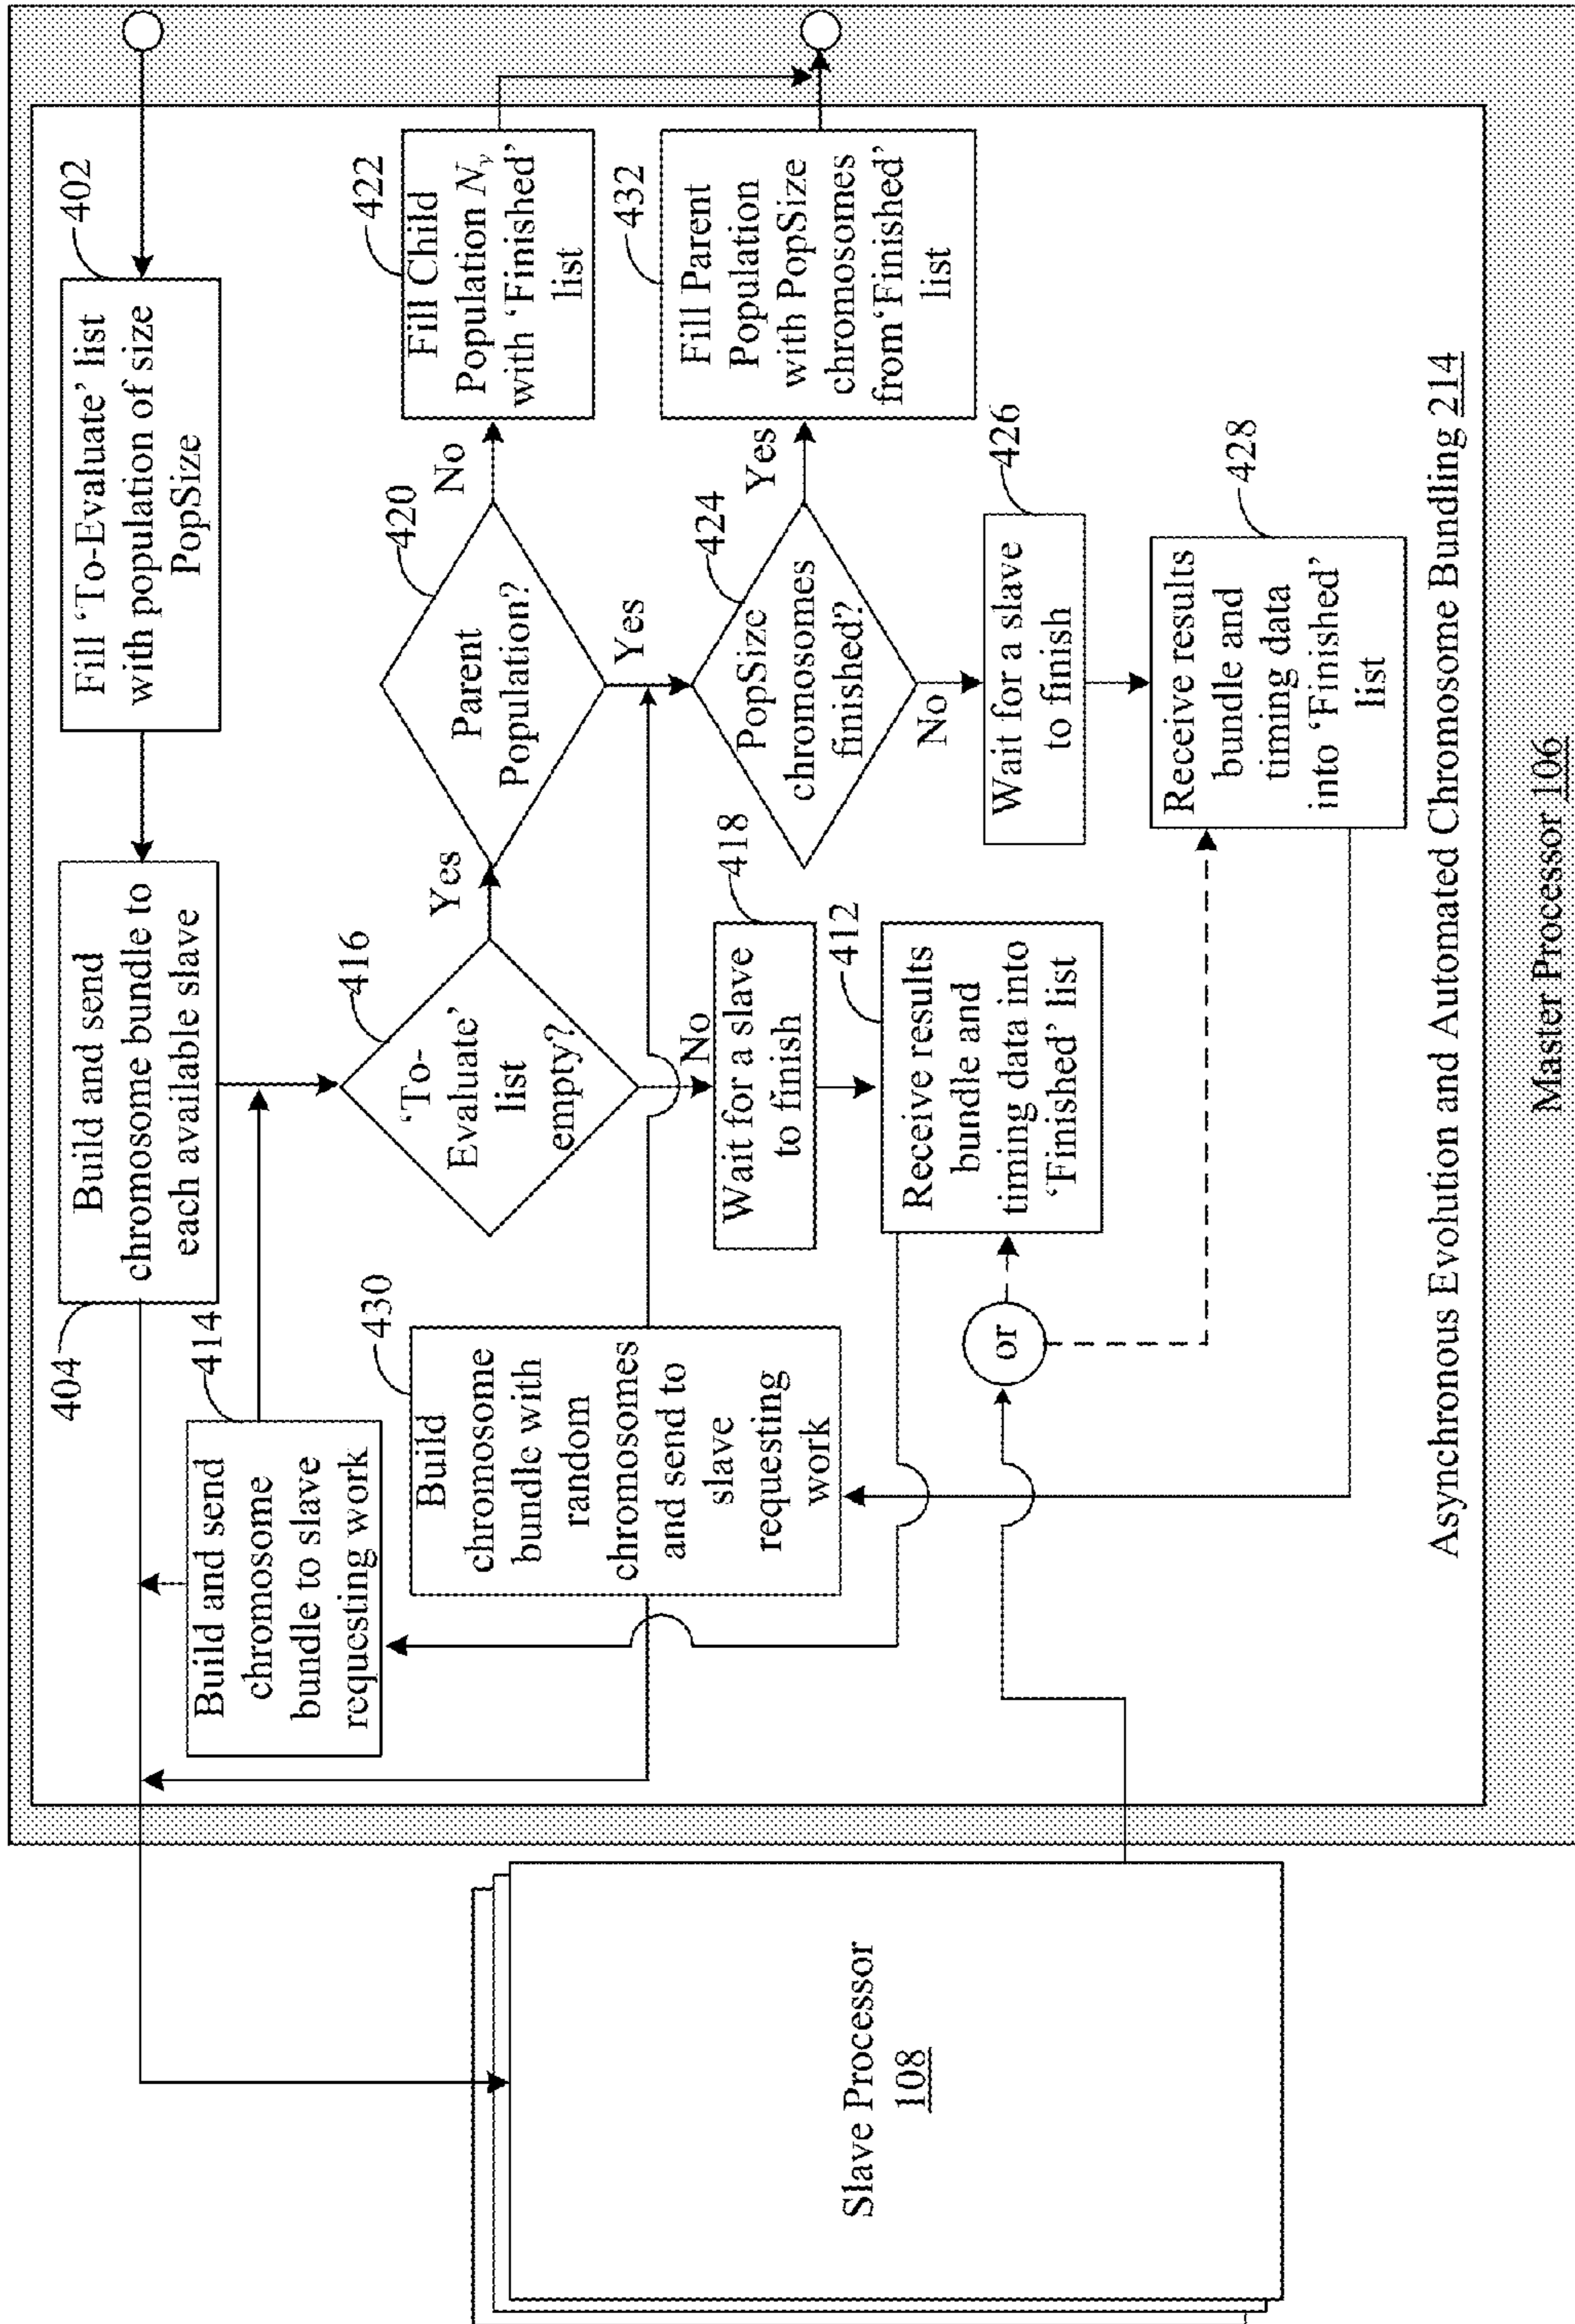 402
Fill ‘To-Evaluate’ list
with population of size
PopSize
404
Build and send
chromosome bundle to
each available slave
414
Build and send
chromosome
bundle to slave
requesting work
416
‘To-
Evaluate’
list
empty?
Yes
No
420
Parent
Population?
No
Yes
422
Fill Child
Population Nᵥ
with ‘Finished’
list
424
PopSize
chromosomes
finished?
Yes
No
432
Fill Parent
Population
with PopSize
chromosomes
from‘Finished’
list
430
Build
chromosome
bundle with
random
chromosomes
and send to
slave
requesting
work
418
Wait for a slave
to finish
412
Receive results
bundle and
timing data into
‘Finished’ list
426
Wait for a slave
to finish
428
Receive results
bundle and
timing data
into ‘Finished’
list
or
Asynchronous Evolution and Automated Chromosome Bundling 214
Master Processor 106
Slave Processor
108